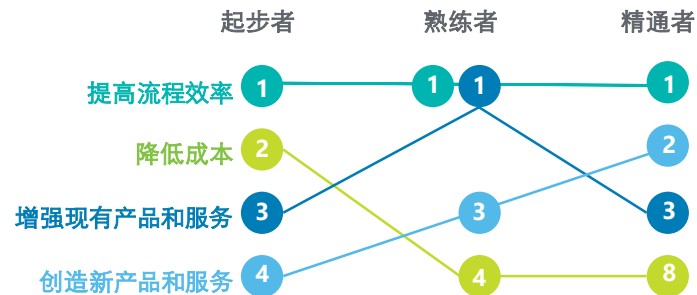 起步者 熟练者 精通者
提高流程效率 1 1 1 1
降低成本 2 2
增强现有产品和服务 3 3 3
创造新产品和服务 4 4 8